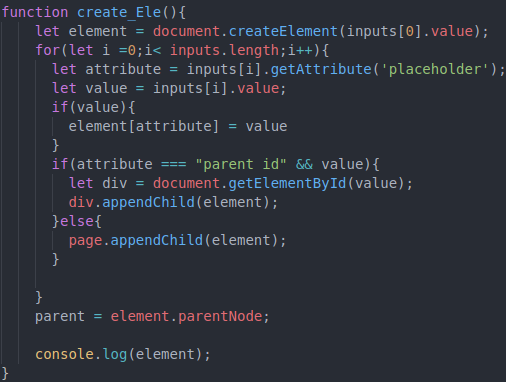 function create_Ele(){
    let element = document.createElement(inputs[0].value);
    for(let i =0;i< inputs.length;i++){
      let attribute = inputs[i].getAttribute('placeholder');
      let value = inputs[i].value;
      if(value){
        element[attribute] = value
      }
      if(attribute === "parent id" && value){
        let div = document.getElementById(value);
        div.appendChild(element);
      }else{
        page.appendChild(element);
      }
    }
    parent = element.parentNode;
    console.log(element);
}